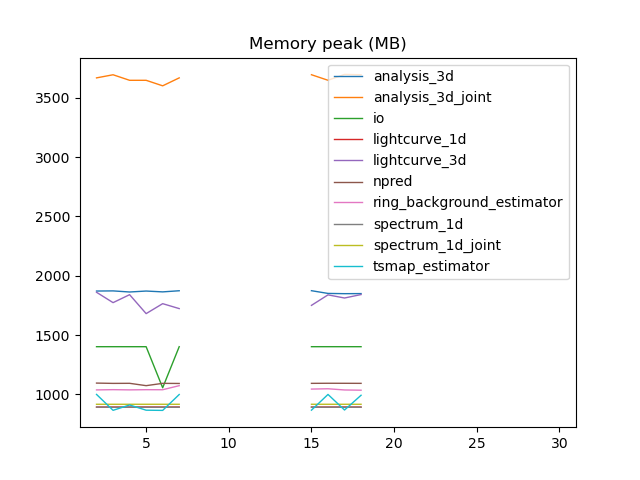 Memory peak (MB)
3500
3000
2500
2000
1500
1000
5
10
15
20
25
30
analysis_3d
analysis_3d_joint
io
lightcurve_1d
lightcurve_3d
npred
ring_background_estimator
spectrum_1d
spectrum_1d_joint
tsmap_estimator